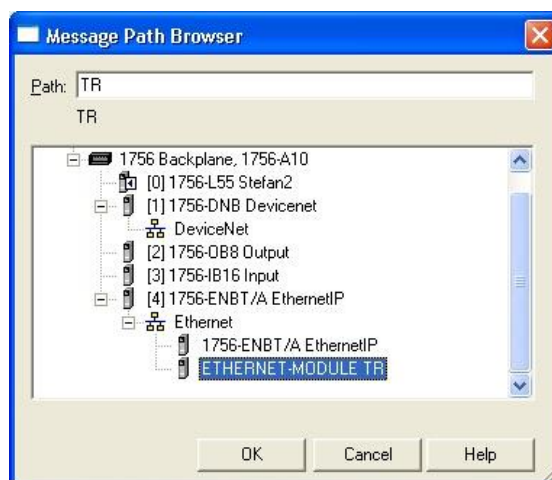 Message Path Browser
Path: TR
TR
1756 Backplane, 1756-A10
[0] 1756-L55 Stefan2
[1] 1756-DNB Devicenet
DeviceNet
[2] 1756-OB8 Output
[3] 1756-IB16 Input
[4] 1756-ENBT/A EthernetIP
Ethernet
1756-ENBT/A EthernetIP
ETHERNET-MODULE TR
OK Cancel Help